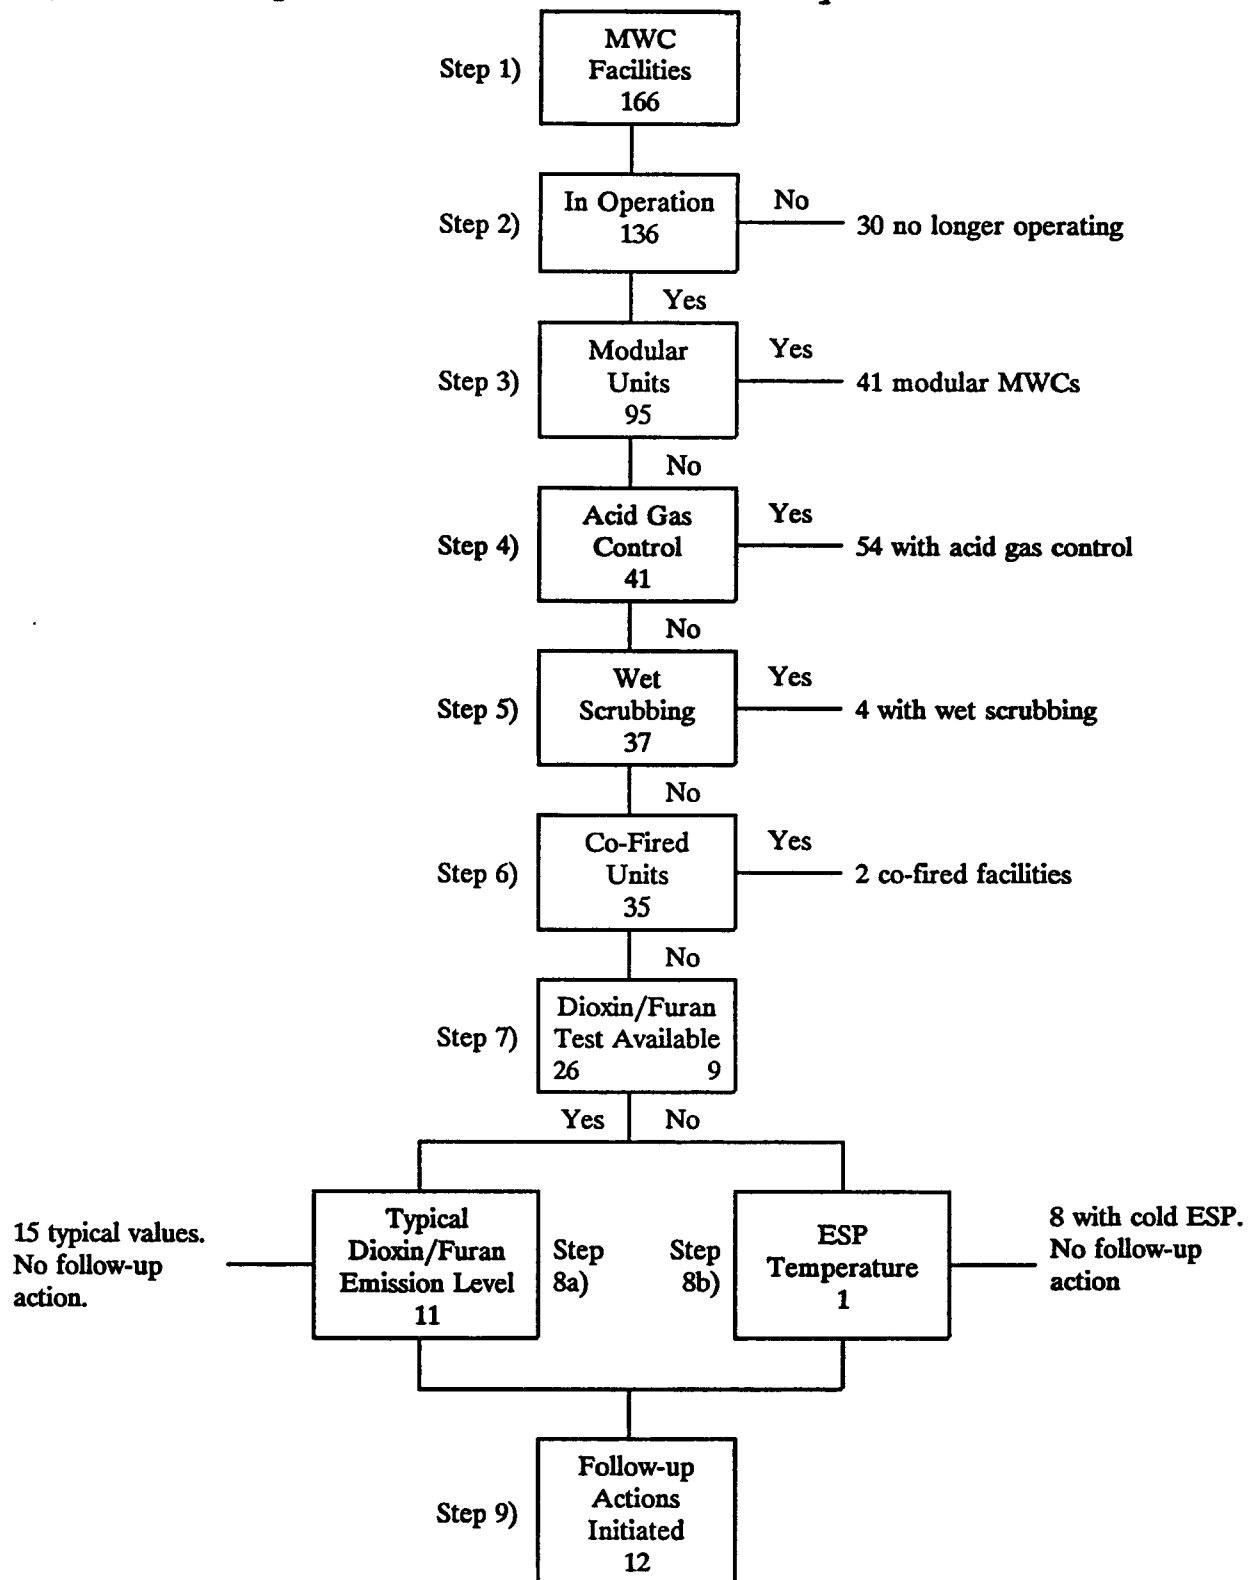 Step 1)
MWC
Facilities
166
Step 2)
In Operation
136
No
30 no longer operating
Yes
Step 3)
Modular
Units
95
Yes
41 modular MWCs
No
Step 4)
Acid Gas
Control
41
Yes
54 with acid gas control
No
Step 5)
Wet
Scrubbing
37
Yes
4 with wet scrubbing
No
Step 6)
Co-Fired
Units
35
Yes
2 co-fired facilities
No
Step 7)
Dioxin/Furan
Test Available
26 9
Yes No
15 typical values.
No follow-up
action.
Typical
Dioxin/Furan
Emission Level
11
Step
8a)
Step
8b)
ESP
Temperature
1
8 with cold ESP.
No follow-up
action
Step 9)
Follow-up
Actions
Initiated
12